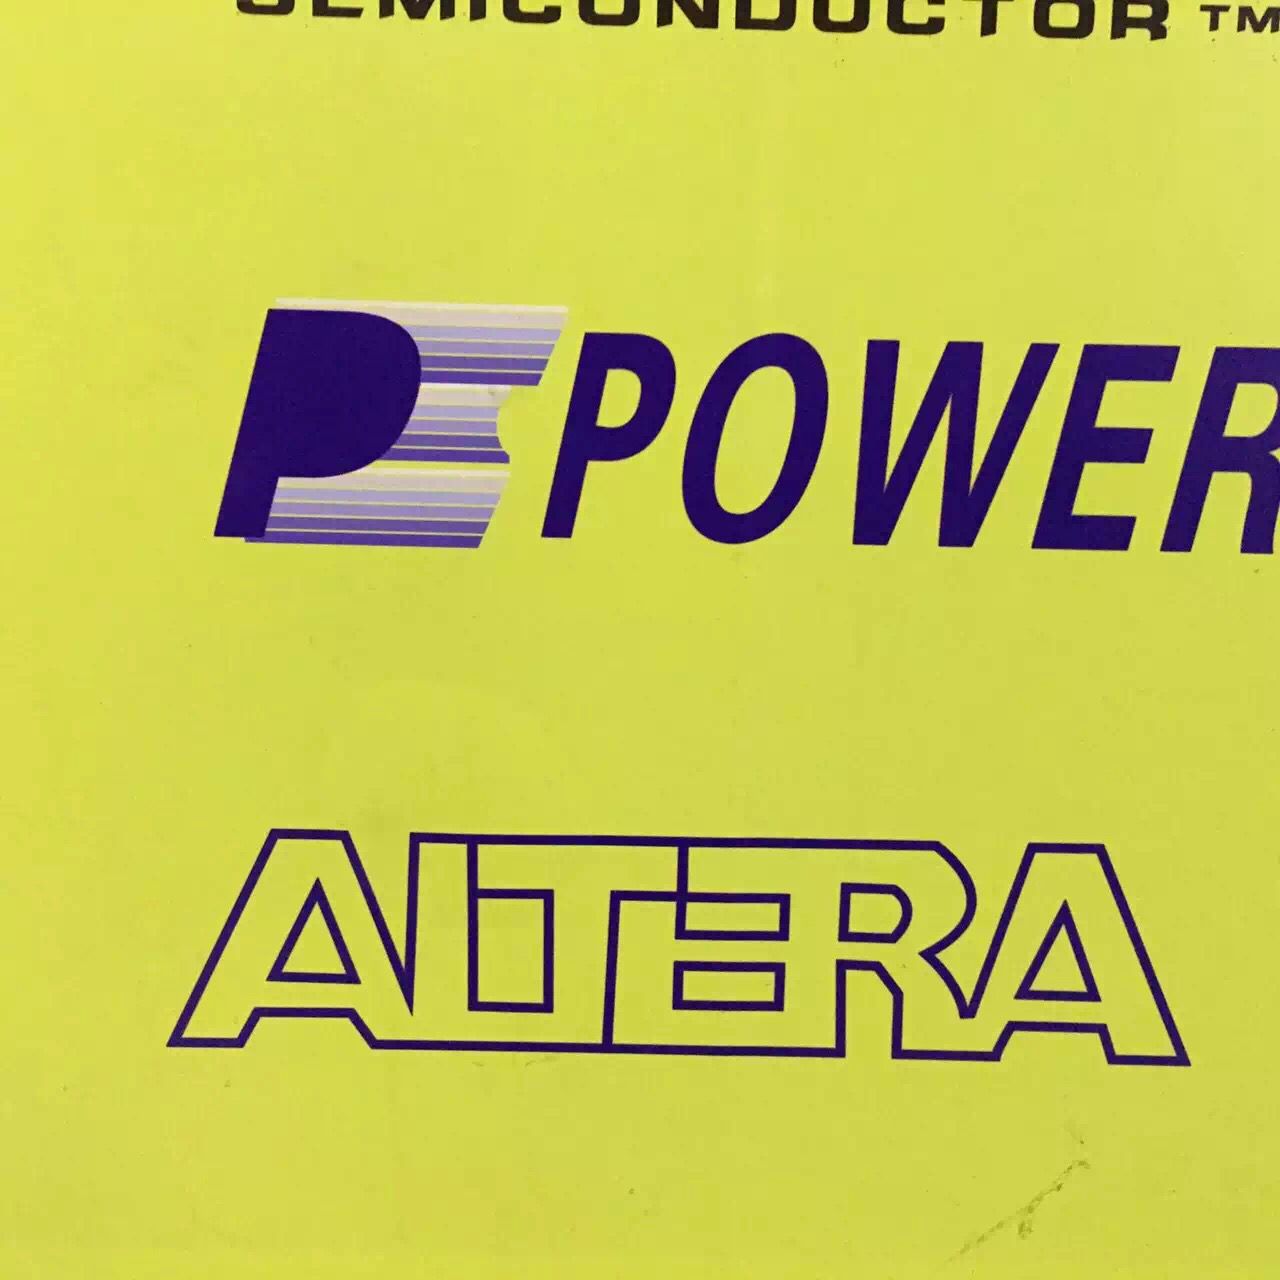 SEMICONDUCTOR ™
P POWER
ALTERA